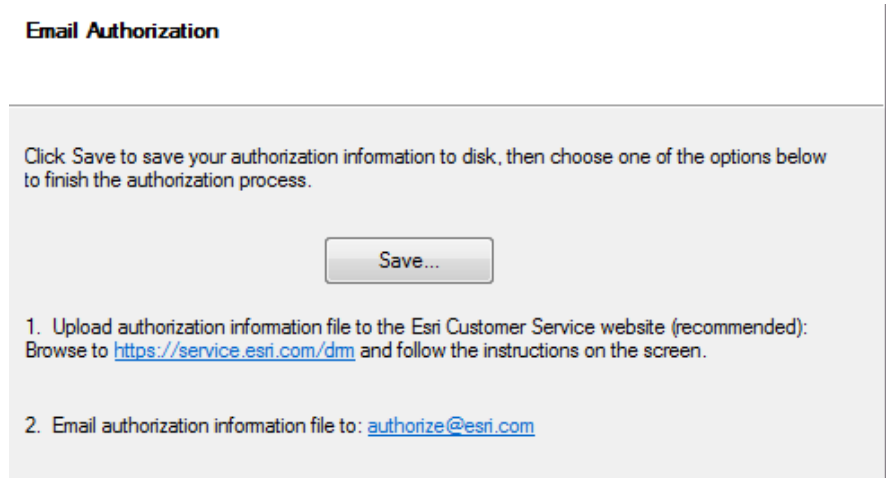 Email Authorization
Click Save to save your authorization information to disk, then choose one of the options below
to finish the authorization process.
Save...
1. Upload authorization information file to the Esri Customer Service website (recommended):
Browse to https://service.esri.com/drm and follow the instructions on the screen.
2. Email authorization information file to: authorize@esri.com